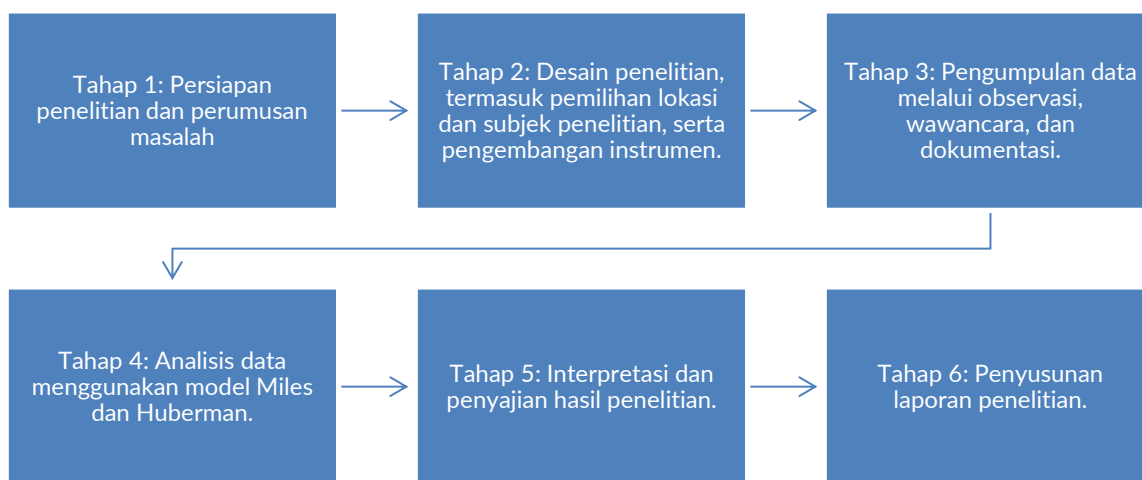 Tahap 1: Persiapan
penelitian dan perumusan
masalah
Tahap 2: Desain penelitian,
termasuk pemilihan lokasi
dan subjek penelitian, serta
pengembangan instrumen.
Tahap 3: Pengumpulan data
melalui observasi,
wawancara, dan
dokumentasi.
Tahap 4: Analisis data
menggunakan model Miles
dan Huberman.
Tahap 5: Interpretasi dan
penyajian hasil penelitian.
Tahap 6: Penyusunan
laporan penelitian.